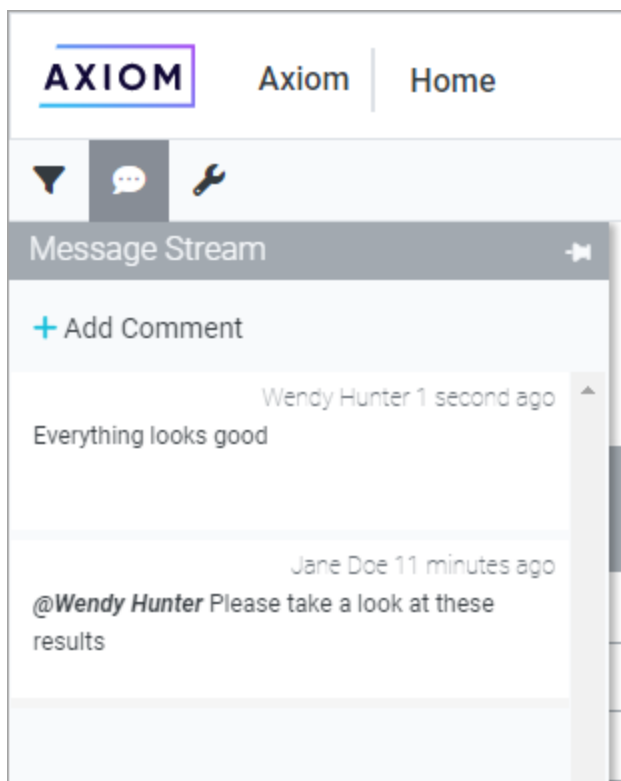 AXIOM Axiom Home
Message Stream
+ Add Comment
Wendy Hunter 1 second ago
Everything looks good
Jane Doe 11 minutes ago
@Wendy Hunter Please take a look at these
results